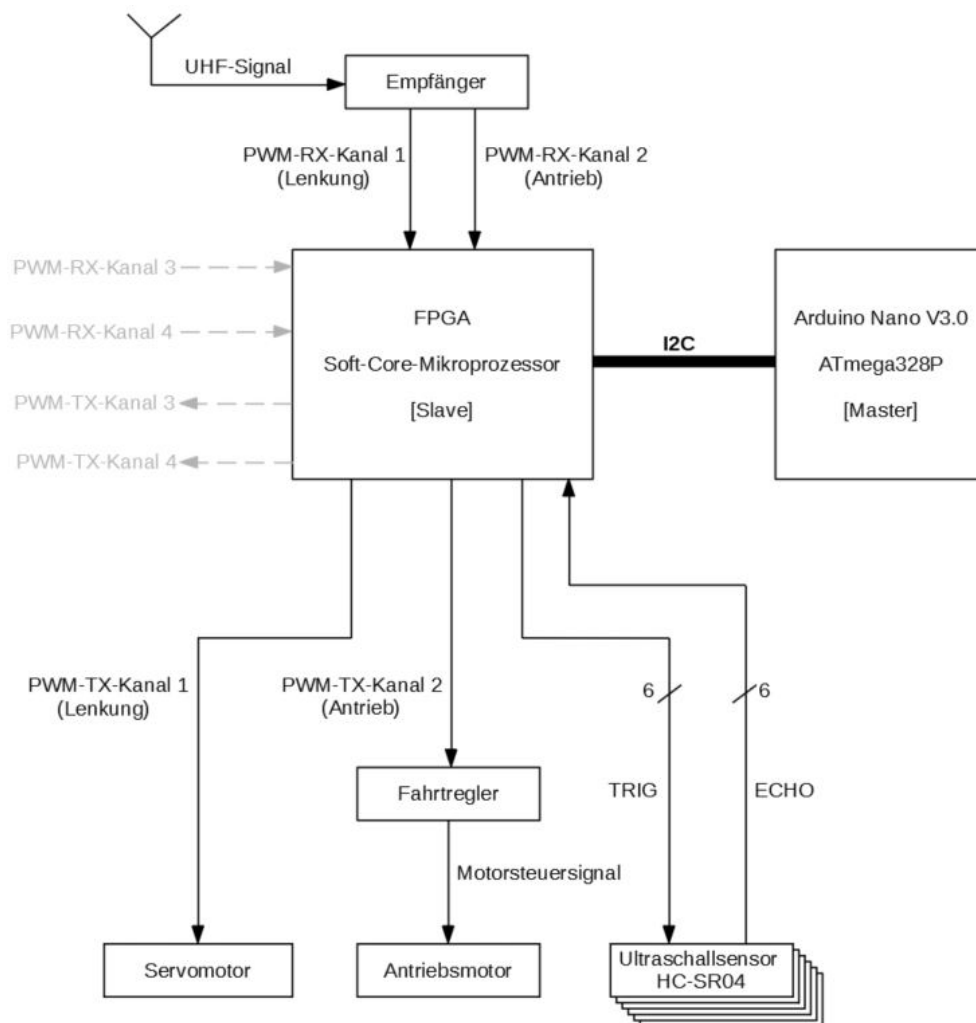 UHF-Signal
Empfänger
PWM-RX-Kanal 1
(Lenkung)
PWM-RX-Kanal 2
(Antrieb)
PWM-RX-Kanal 3
PWM-RX-Kanal 4
PWM-TX-Kanal 3
PWM-TX-Kanal 4
FPGA
Soft-Core-Mikroprozessor
[Slave]
I2C
Arduino Nano V3.0
ATmega328P
[Master]
PWM-TX-Kanal 1
(Lenkung)
PWM-TX-Kanal 2
(Antrieb)
6
6
TRIG
ECHO
Fahrtregler
Motorsteuersignal
Servomotor
Antriebsmotor
Ultraschallsensor
HC-SR04